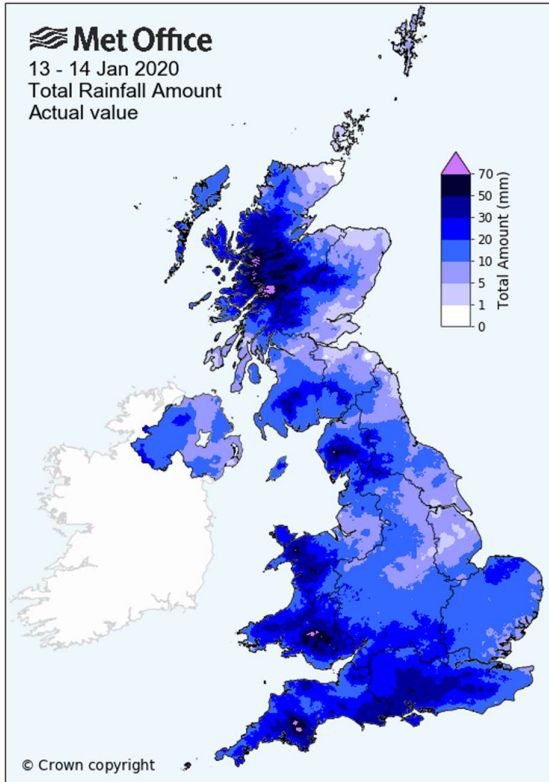 Met Office
13 - 14 Jan 2020
Total Rainfall Amount
Actual value
70
50
30
20
10
5
1
0
Total Amount (mm)
© Crown copyright